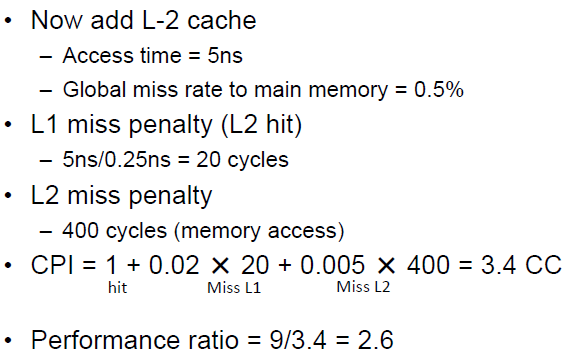 • Now add L-2 cache
– Access time = 5ns
– Global miss rate to main memory = 0.5%
• L1 miss penalty (L2 hit)
– 5ns/0.25ns = 20 cycles
• L2 miss penalty
– 400 cycles (memory access)
• CPI = 1 + 0.02 × 20 + 0.005 × 400 = 3.4 CC
hit Miss L1 Miss L2
• Performance ratio = 9/3.4 = 2.6